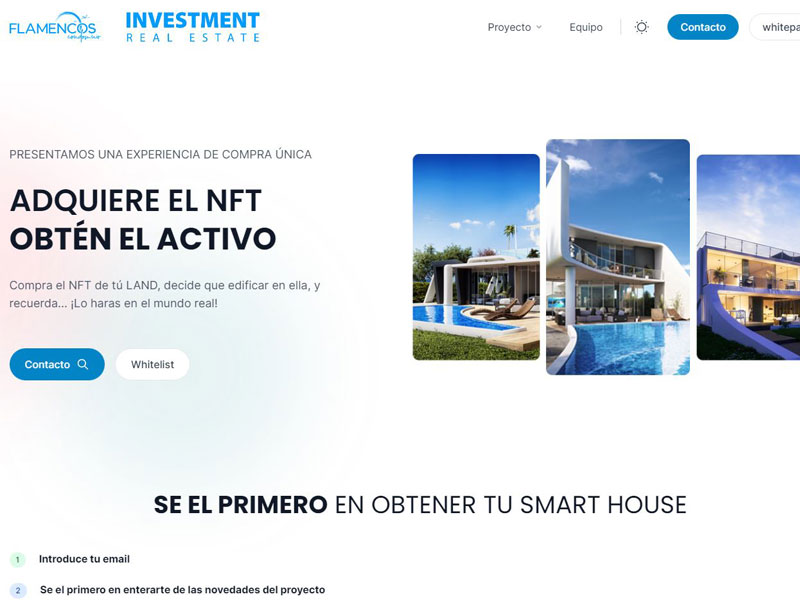 FLAMENCOS
INVESTMENT
REAL ESTATE
Proyecto
Equipo
Contacto
PRESENTAMOS UNA EXPERIENCIA DE COMPRA ÚNICA
ADQUIERE EL NFT
OBTÉN EL ACTIVO
Compra el NFT de tú LAND, decide que edificar en ella, y
recuerda... ¡Lo haras en el mundo real!
Contacto
Whitelist
SE EL PRIMERO EN OBTENER TU SMART HOUSE
1 Introduce tu email
2 Se el primero en enterarte de las novedades del proyecto